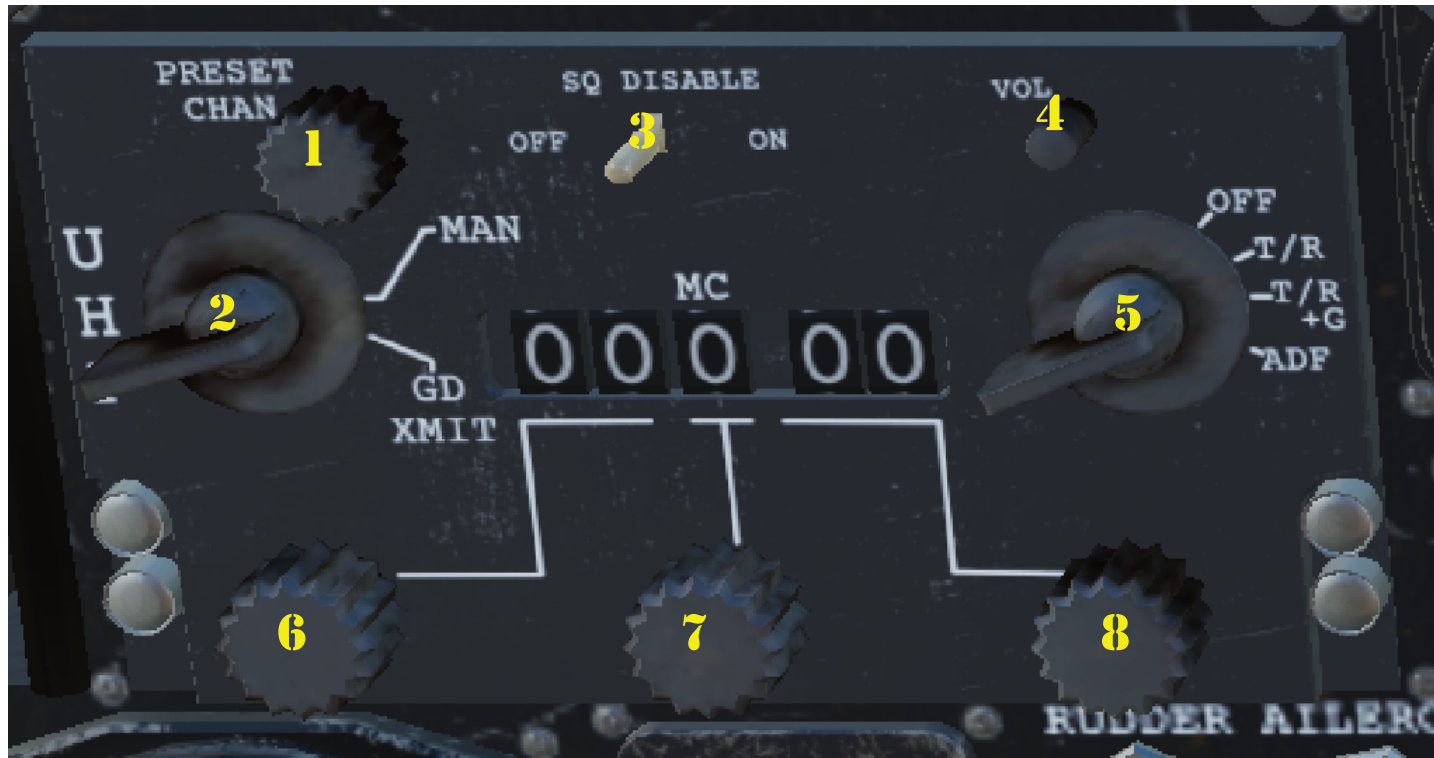 PRESET
CHAN
1
SQ DISABLE
OFF
3
ON
VOL
4
U
H
2
MAN
GD
XMIT
MC
0 0 0 0 0
5
OFF
T/R
T/R
+G
ADF
6
7
8
RUDDER